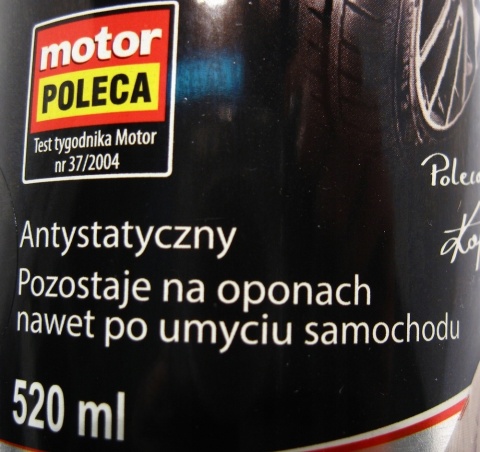 motor
POLECA
Test tygodnika Motor
nr 37/2004
Antystatyczny
Pozostaje na oponach
nawet po umyciu samochodu
520 ml